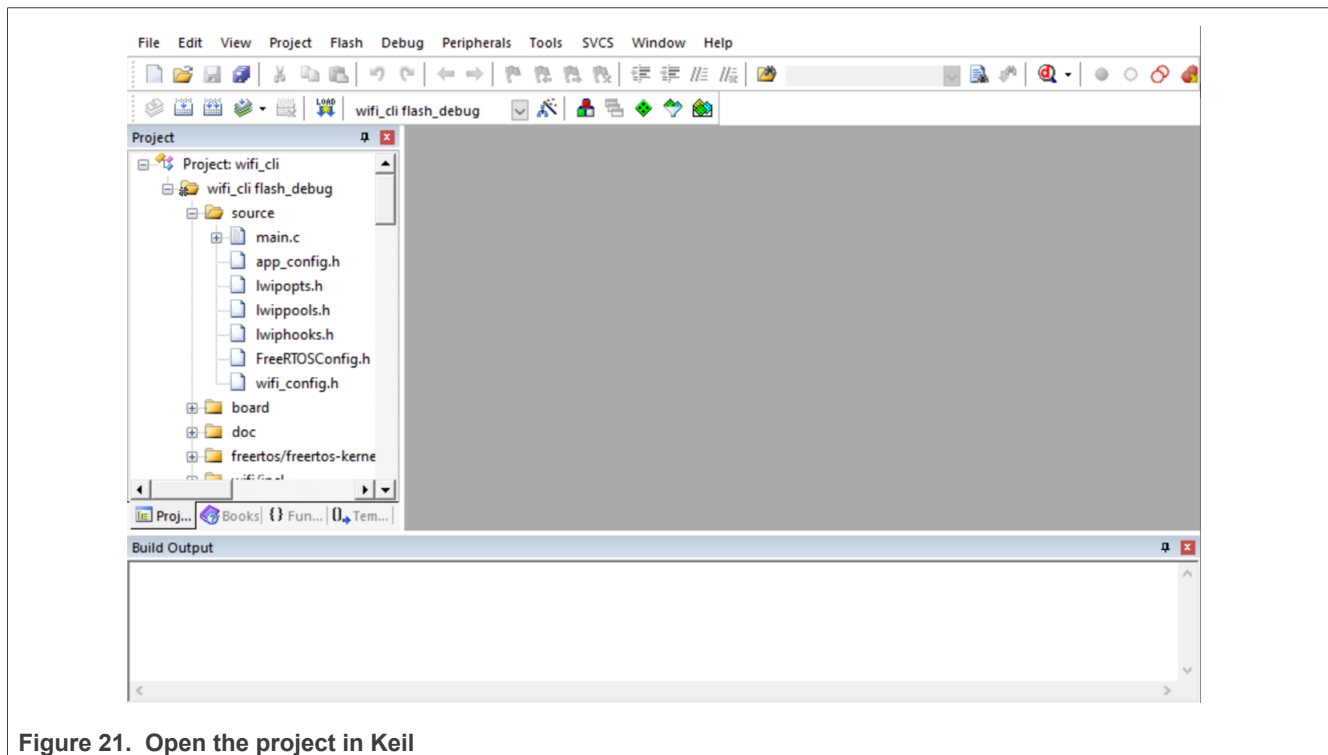 File Edit View Project Flash Debug Peripherals Tools SVCS Window Help
LOAD wifi_cli flash_debug
Project
Project: wifi_cli
wifi_cli flash_debug
source
main.c
app_config.h
lwipopts.h
lwippools.h
lwiphooks.h
FreeRTOSConfig.h
wifi_config.h
board
doc
freertos/freertos-kerne
Proj... Books {} Fun... 0 Tem...
Build Output
Figure 21. Open the project in Keil